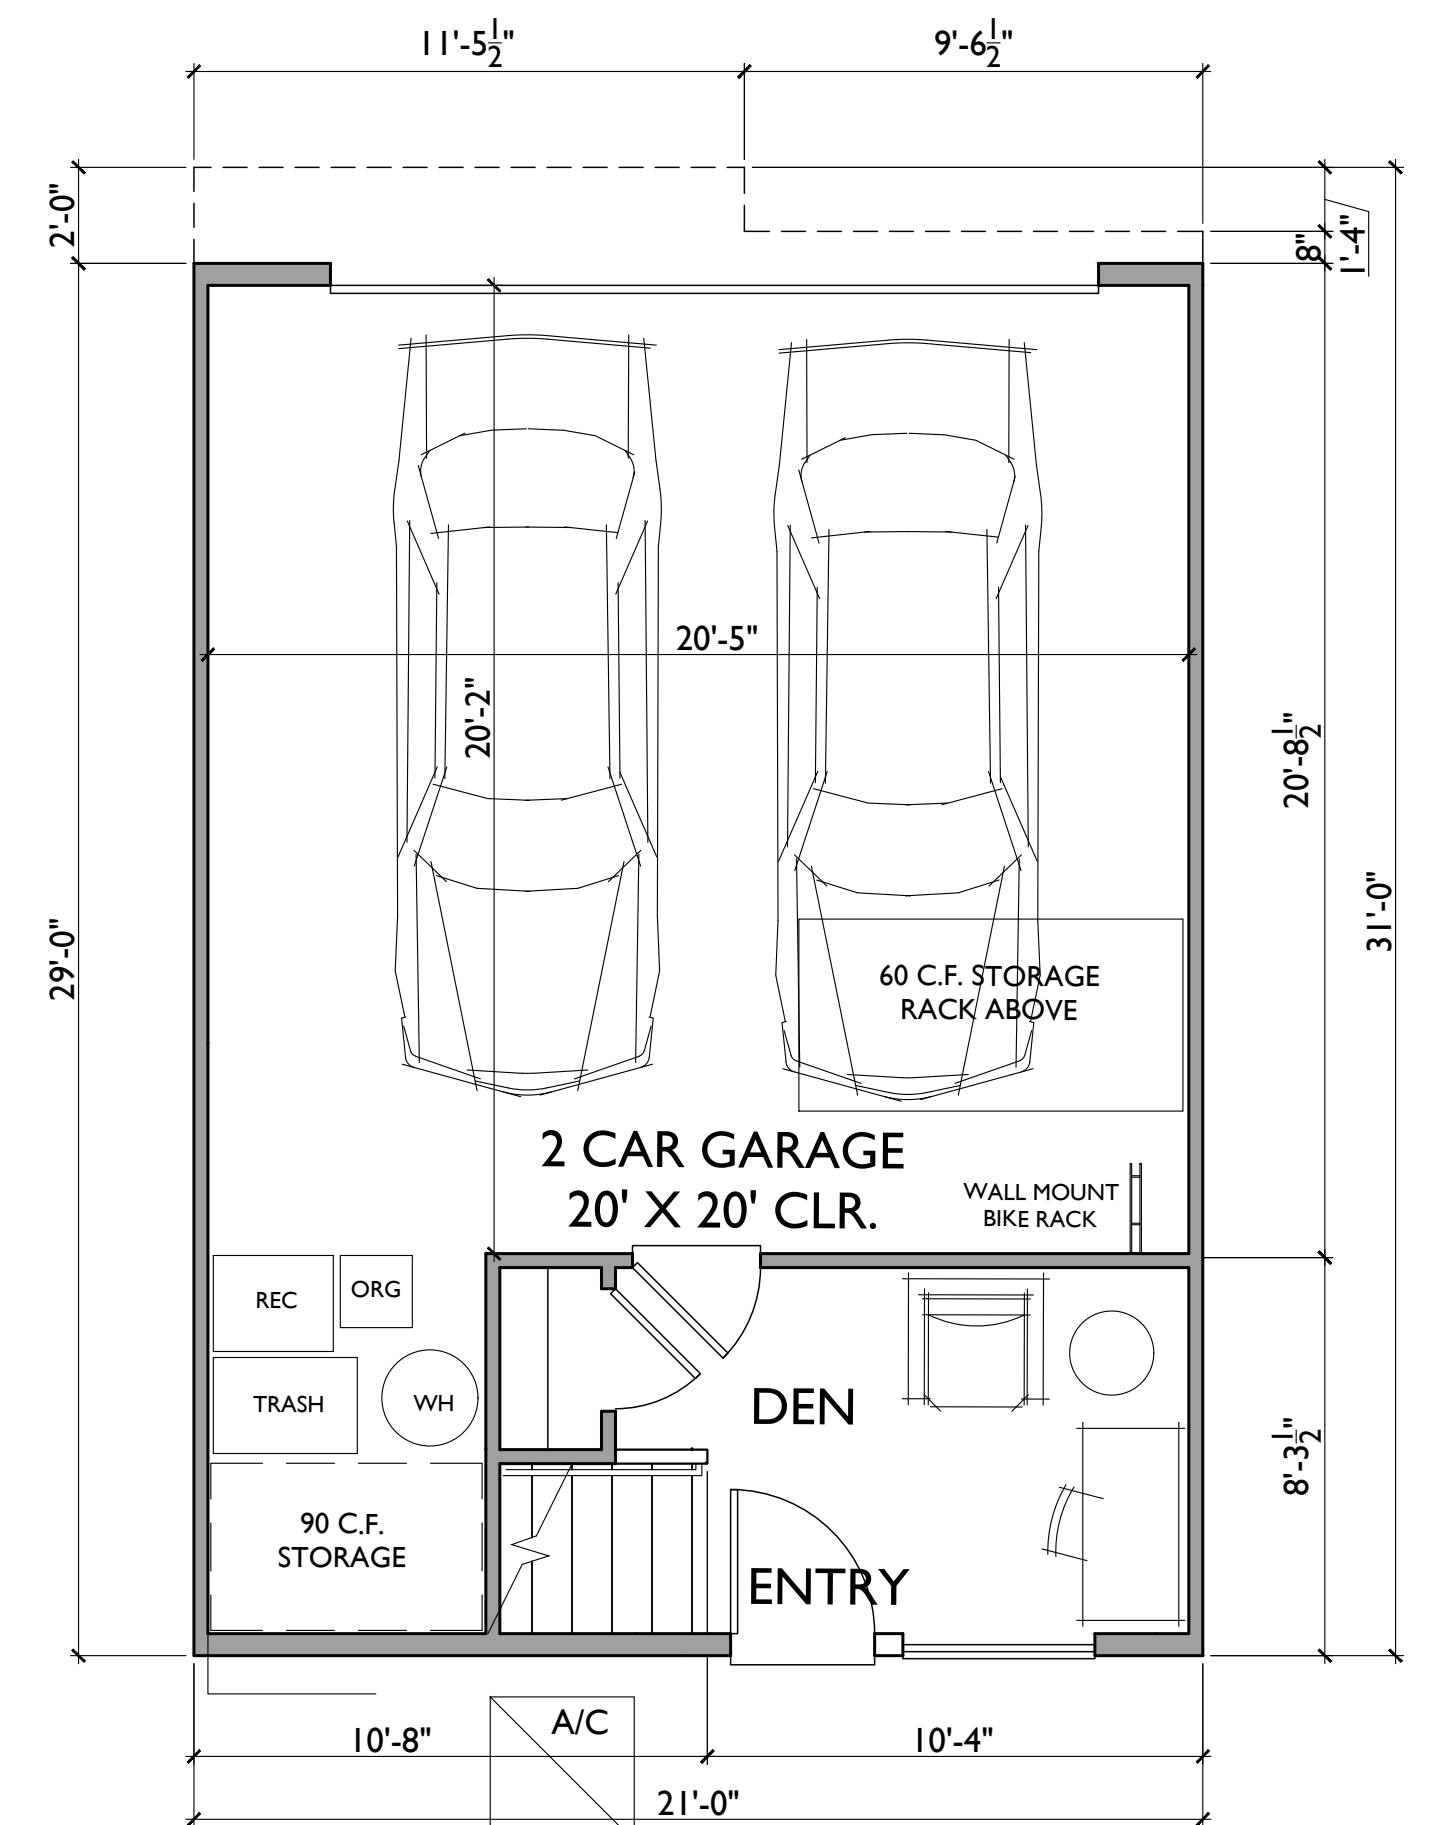 11'-5 1/2"
9'-6 1/2"
2'-0"
8"
1'-4"
20'-5"
20'-2"
20'-8 1/2"
29'-0"
31'-0"
60 C.F. STORAGE
RACK ABOVE
2 CAR GARAGE
20' X 20' CLR.
WALL MOUNT
BIKE RACK
REC
ORG
TRASH
WH
DEN
8'-3 1/2"
90 C.F.
STORAGE
ENTRY
A/C
10'-8"
10'-4"
21'-0"